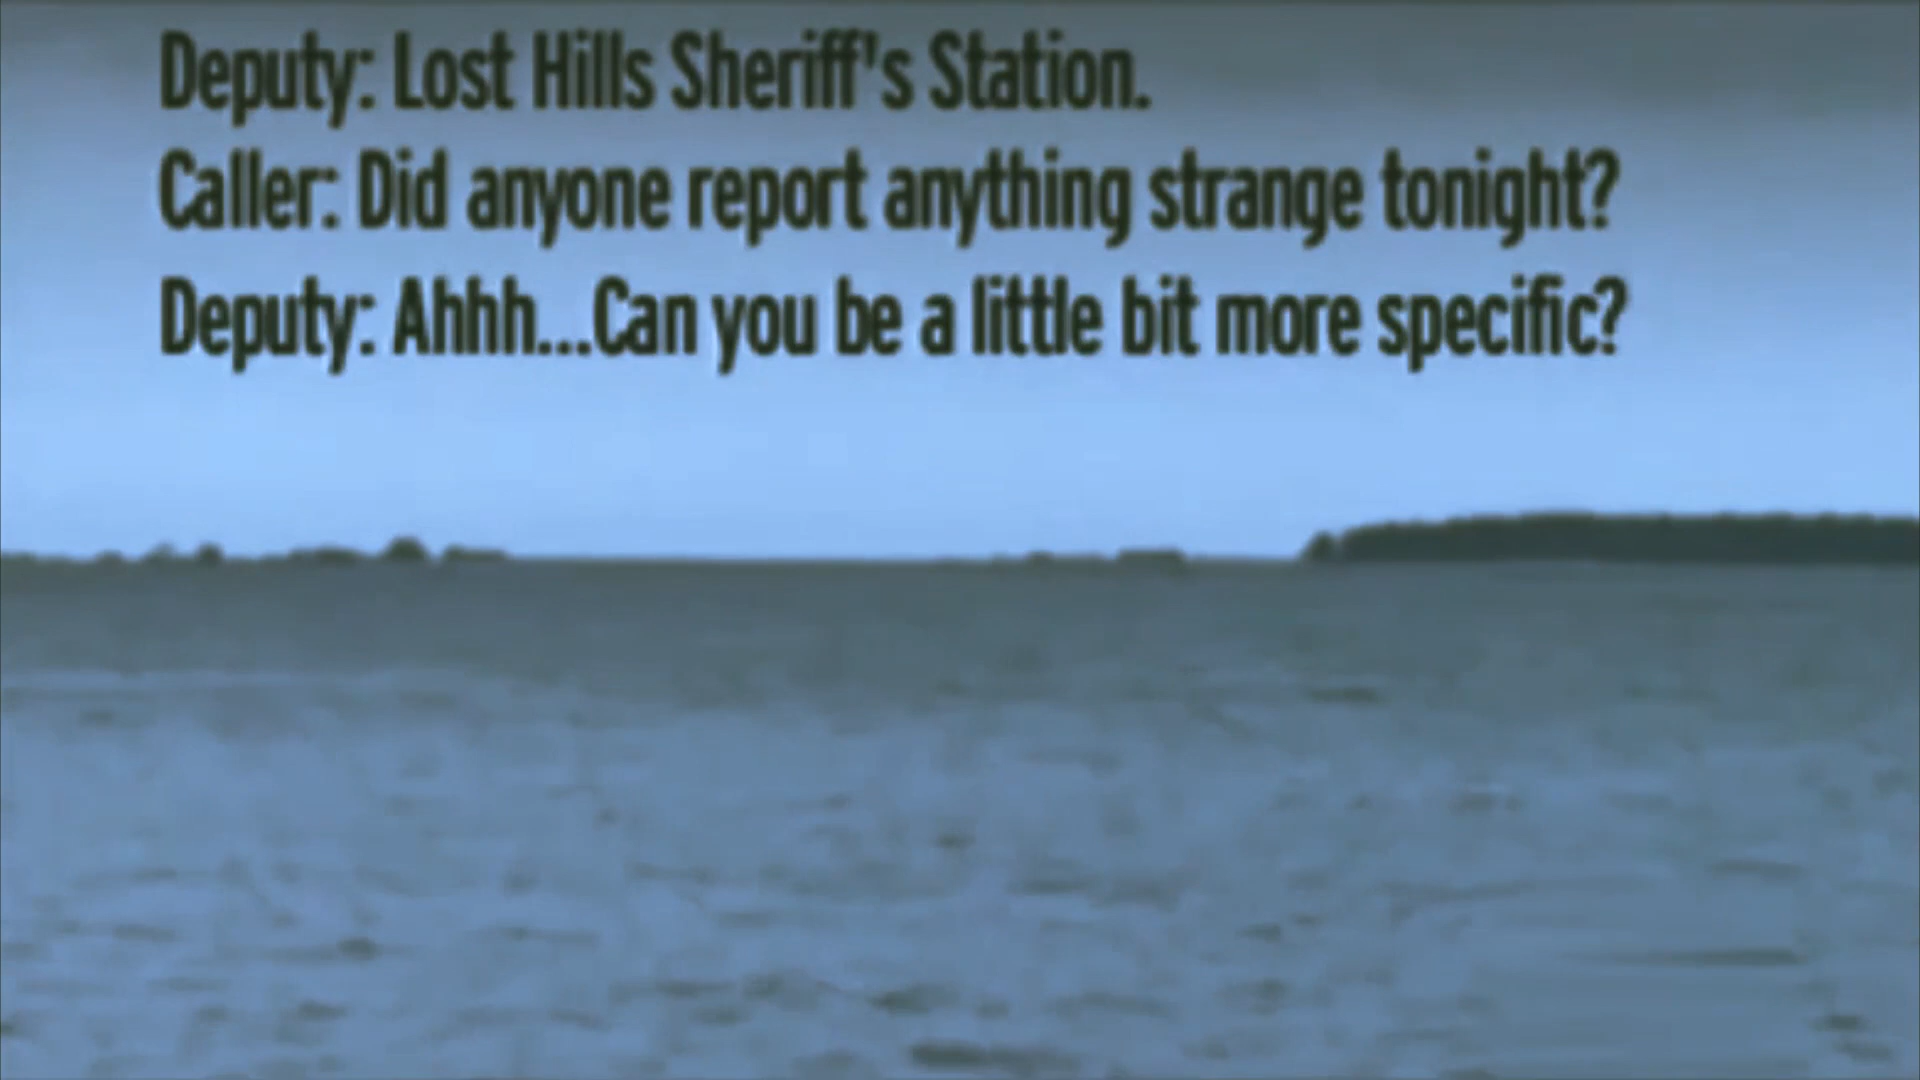 Deputy: Lost Hills Sheriff's Station.
Caller: Did anyone report anything strange tonight?
Deputy: Ahhh...Can you be a little bit more specific?